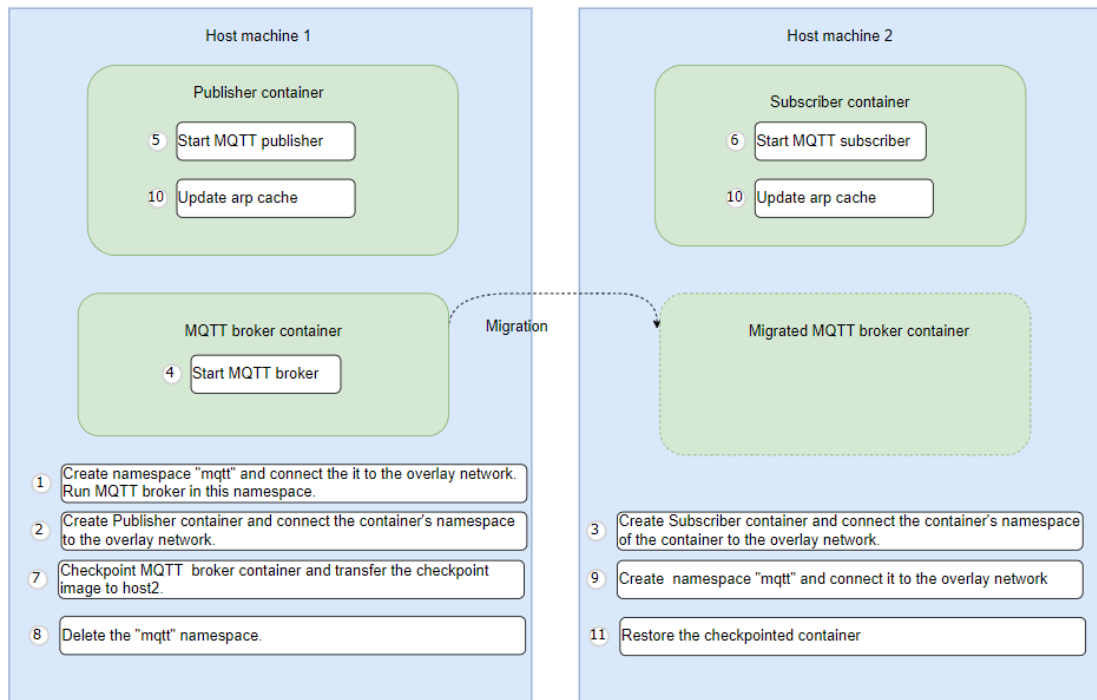 Host machine 1
Publisher container
5
Start MQTT publisher
10
Update arp cache
MQTT broker container
4
Start MQTT broker
1
Create namespace "mqtt" and connect the it to the overlay network.
Run MQTT broker in this namespace.
2
Create Publisher container and connect the container's namespace
to the overlay network.
7
Checkpoint MQTT broker container and transfer the checkpoint
image to host2.
8
Delete the "mqtt" namespace.
Migration
Host machine 2
Subscriber container
6
Start MQTT subscriber
10
Update arp cache
Migrated MQTT broker container
3
Create Subscriber container and connect the container's namespace
of the container to the overlay network.
9
Create namespace "mqtt" and connect it to the overlay network
11
Restore the checkpointed container